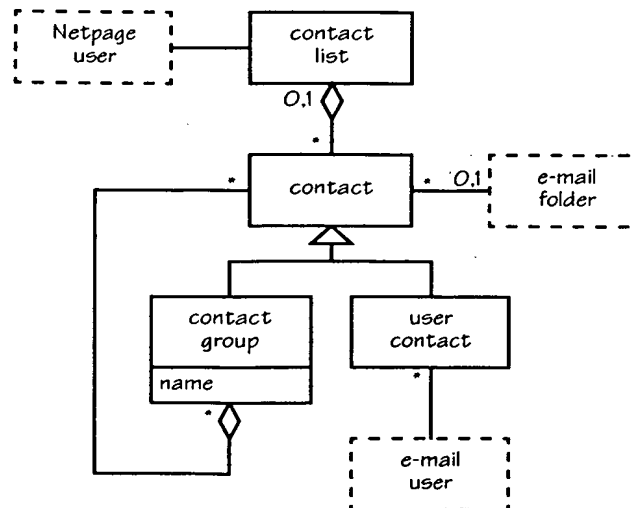 Netpage
user
contact
list
0,1
*
*
contact
*
0,1
e-mail
folder
contact
group
name
*
user
contact
*
e-mail
user